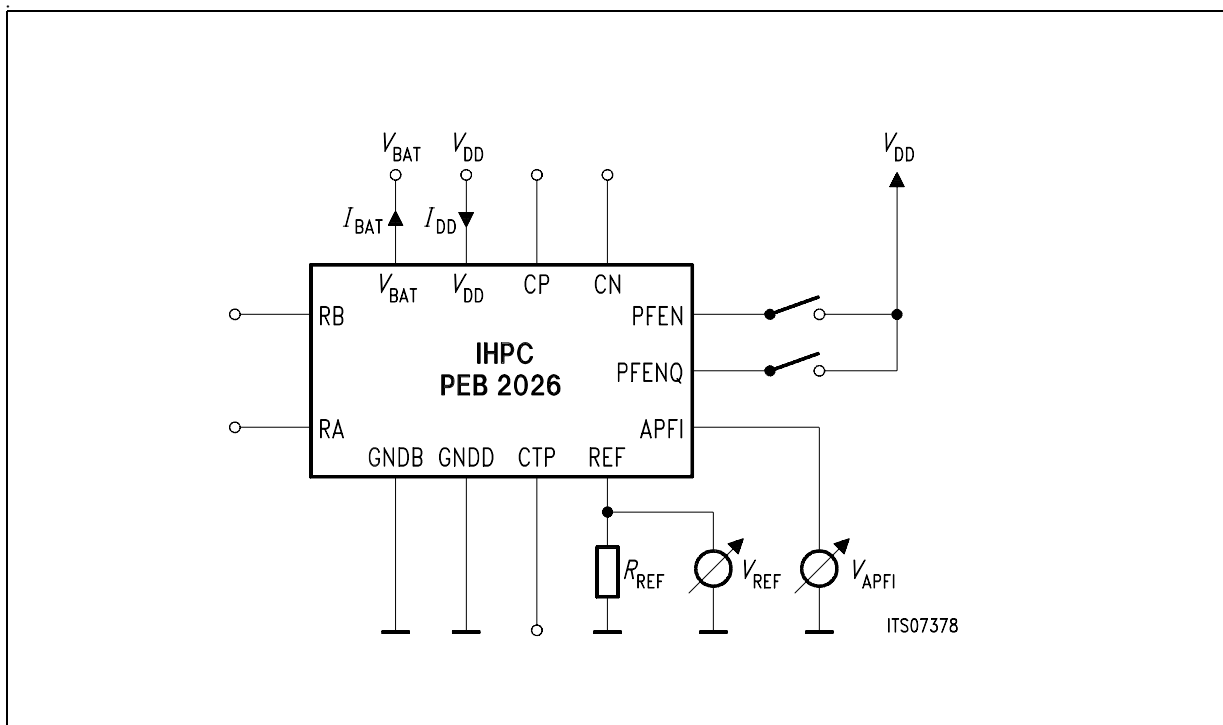 V_BAT V_DD V_DD
I_BAT I_DD
V_BAT V_DD CP CN
RB PFEN
IHPC
PEB 2026
PFENQ
RA APFI
GNDB GNDD CTP REF
R_REF V_REF V_APFI
ITS07378